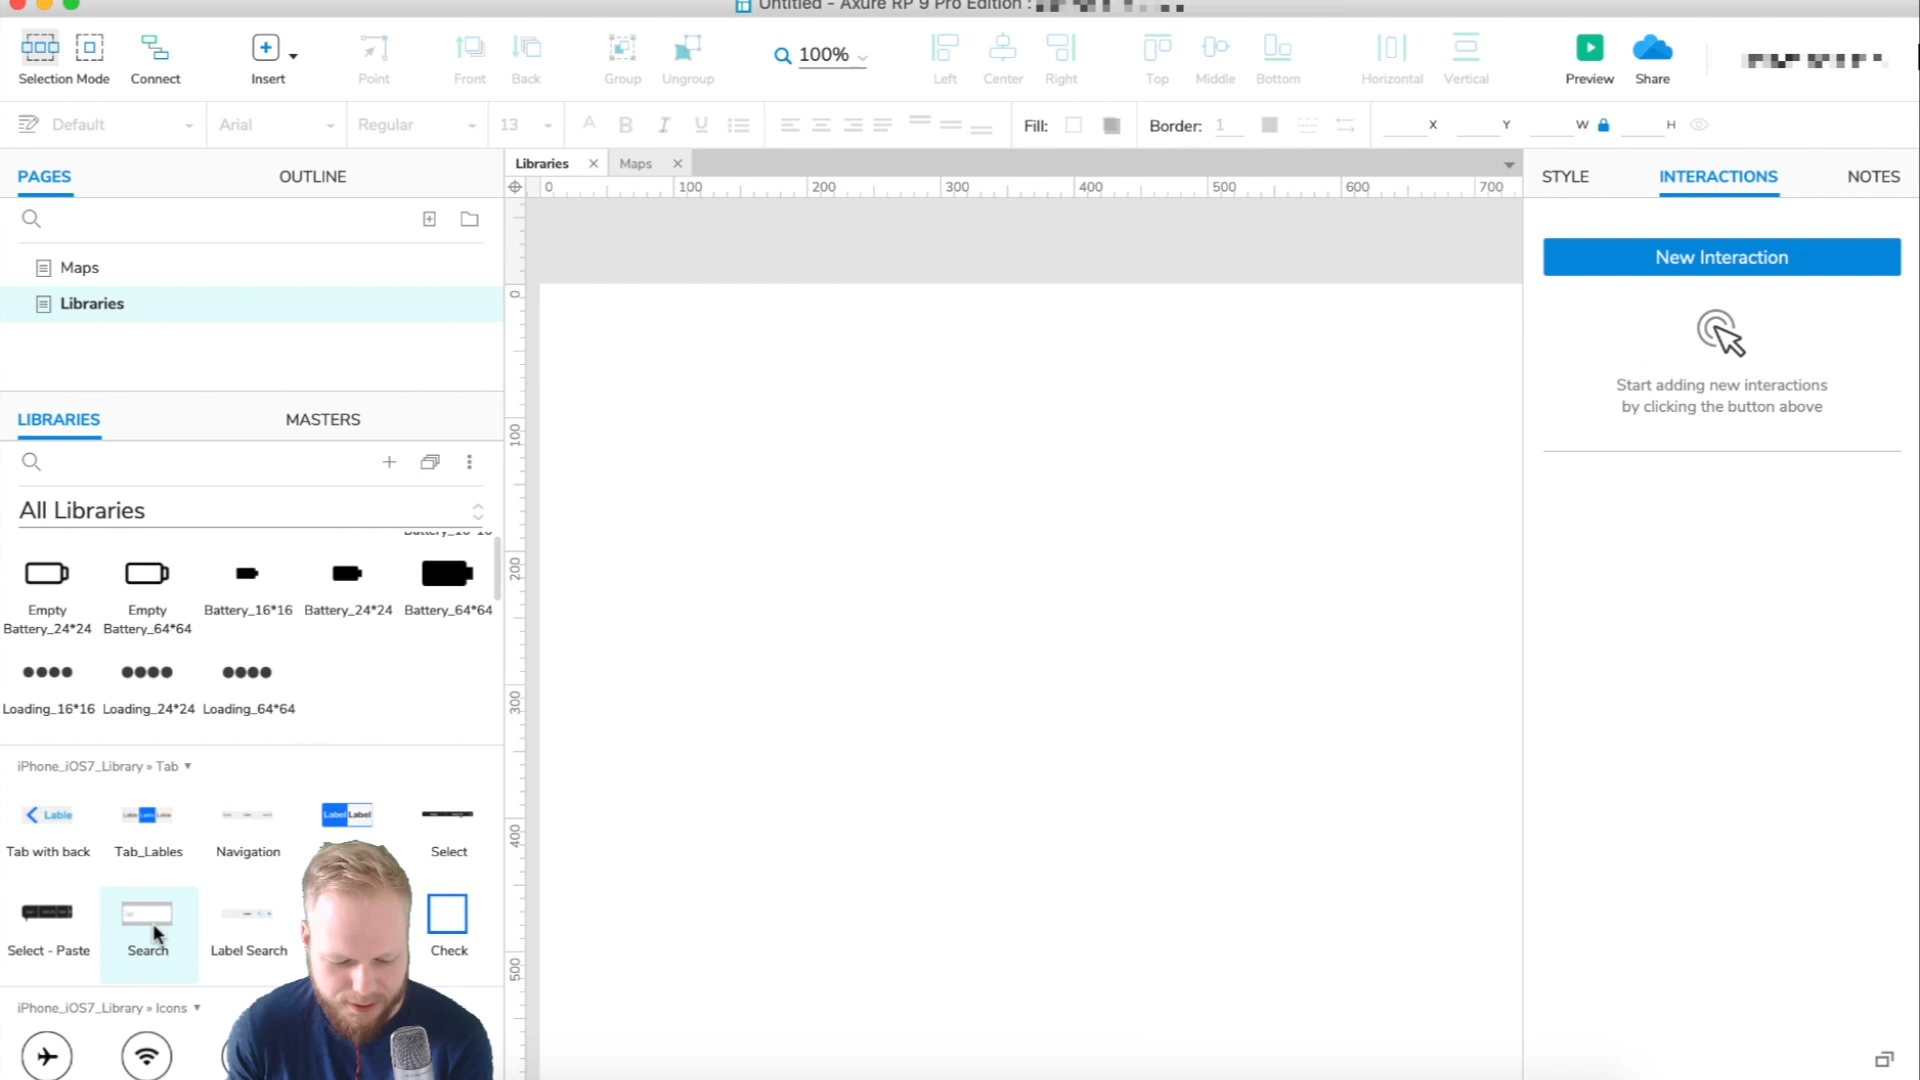 Untitled - Axure RP 9 Pro Edition :
Selection Mode Connect Insert Point Front Back Group Ungroup 100% Left Center Right Top Middle Bottom Horizontal Vertical Preview Share
Default Arial Regular 13 A B I U Fill: Border: 1 X Y W H
PAGES OUTLINE
Libraries Maps
0 100 200 300 400 500 600 700
STYLE INTERACTIONS NOTES
Maps
Libraries
New Interaction
Start adding new interactions
by clicking the button above
0
100
200
300
400
500
LIBRARIES MASTERS
All Libraries
Battery_16*16
Empty
Battery_24*24
Empty
Battery_64*64
Battery_16*16 Battery_24*24 Battery_64*64
Loading_16*16 Loading_24*24 Loading_64*64
iPhone_iOS7_Library » Tab
Lable
Label Label
Tab with back Tab_Lables Navigation Select
Select - Paste Search Label Search Check
iPhone_iOS7_Library » Icons